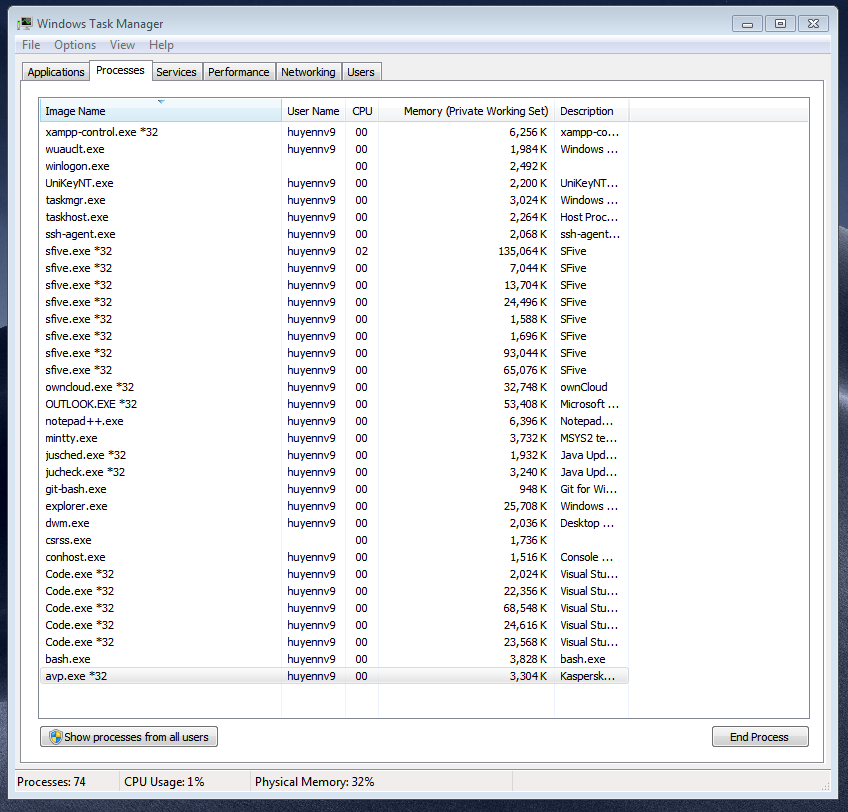 Windows Task Manager
File Options View Help
Applications Processes Services Performance Networking Users
Image Name User Name CPU Memory (Private Working Set) Description
xampp-control.exe *32 huyennv9 00 6,256 K xampp-co...
wuauclt.exe huyennv9 00 1,984 K Windows ...
winlogon.exe 00 2,492 K
UniKeyNT.exe huyennv9 00 2,200 K UniKeyNT...
taskmgr.exe huyennv9 00 3,024 K Windows ...
taskhost.exe huyennv9 00 2,264 K Host Proc...
ssh-agent.exe huyennv9 00 2,068 K ssh-agent...
sfive.exe *32 huyennv9 02 135,064 K SFive
sfive.exe *32 huyennv9 00 7,044 K SFive
sfive.exe *32 huyennv9 00 13,704 K SFive
sfive.exe *32 huyennv9 00 24,496 K SFive
sfive.exe *32 huyennv9 00 1,588 K SFive
sfive.exe *32 huyennv9 00 1,696 K SFive
sfive.exe *32 huyennv9 00 93,044 K SFive
sfive.exe *32 huyennv9 00 65,076 K SFive
owncloud.exe *32 huyennv9 00 32,748 K ownCloud
OUTLOOK.EXE *32 huyennv9 00 53,408 K Microsoft ...
notepad++.exe huyennv9 00 6,396 K Notepad...
mintty.exe huyennv9 00 3,732 K MSYS2 te...
jusched.exe *32 huyennv9 00 1,932 K Java Upd...
jucheck.exe *32 huyennv9 00 3,240 K Java Upd...
git-bash.exe huyennv9 00 948 K Git for Wi...
explorer.exe huyennv9 00 25,708 K Windows ...
dwm.exe huyennv9 00 2,036 K Desktop ...
csrss.exe 00 1,736 K
conhost.exe huyennv9 00 1,516 K Console ...
Code.exe *32 huyennv9 00 2,024 K Visual Stu...
Code.exe *32 huyennv9 00 22,356 K Visual Stu...
Code.exe *32 huyennv9 00 68,548 K Visual Stu...
Code.exe *32 huyennv9 00 24,616 K Visual Stu...
Code.exe *32 huyennv9 00 23,568 K Visual Stu...
bash.exe huyennv9 00 3,828 K bash.exe
avp.exe *32 huyennv9 00 3,304 K Kaspersk...
Show processes from all users End Process
Processes: 74 CPU Usage: 1% Physical Memory: 32%